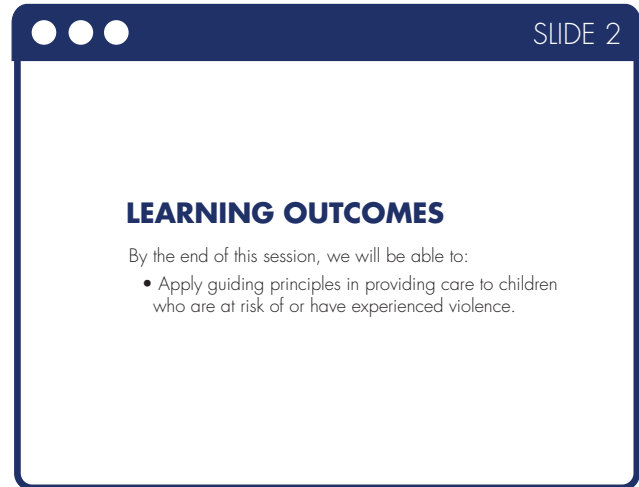 SLIDE 2
LEARNING OUTCOMES
By the end of this session, we will be able to:
• Apply guiding principles in providing care to children
who are at risk of or have experienced violence.